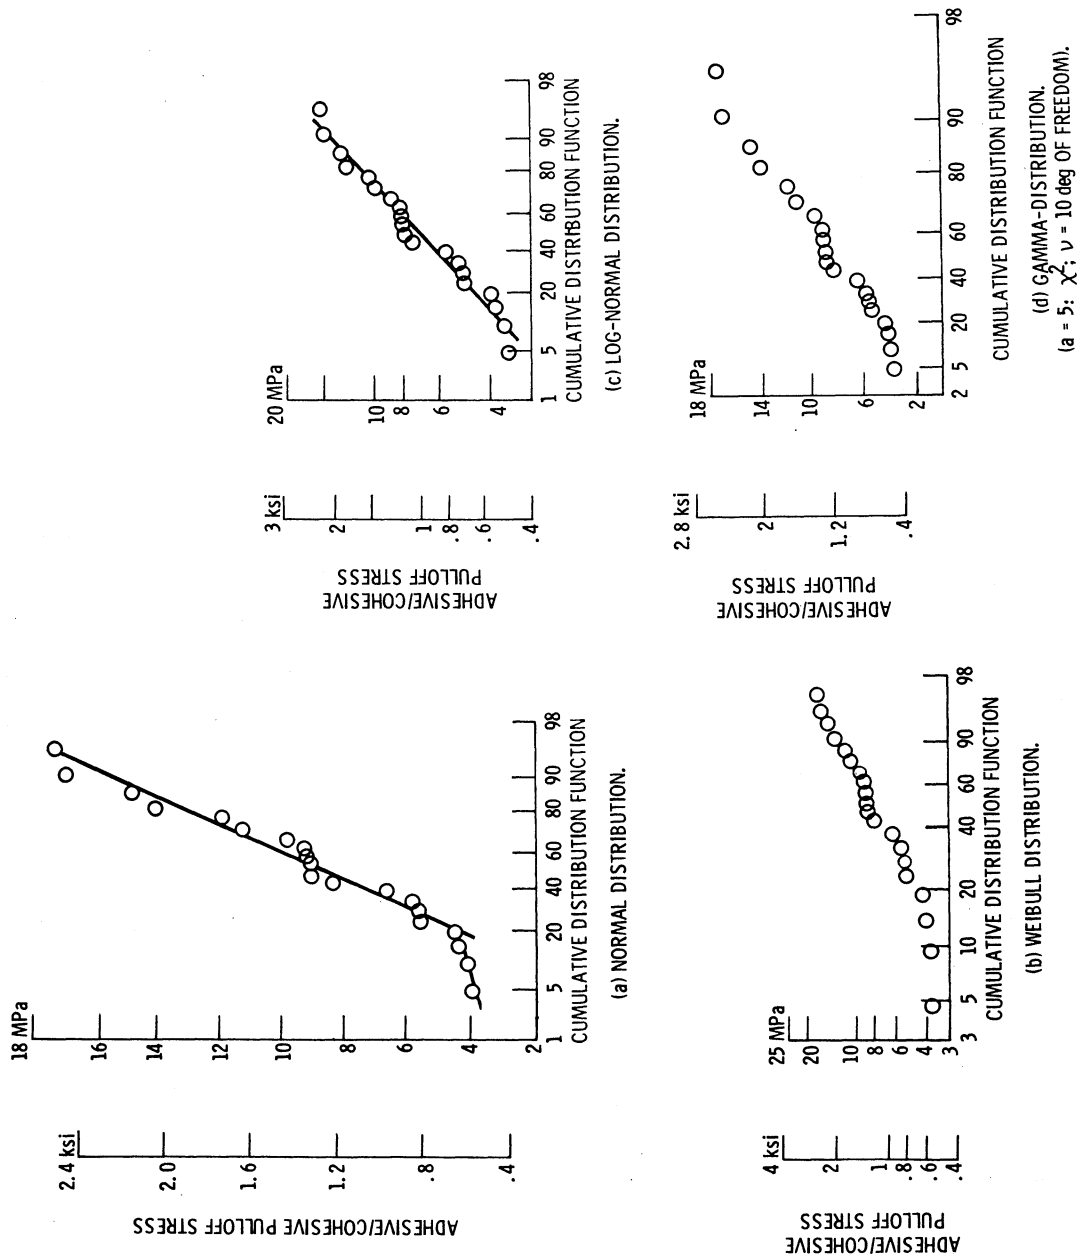 18 MPa
16
14
12
10
8
6
4
2
2.4 ksi
2.0
1.6
1.2
.8
.4
ADHESIVE/COHESIVE PULLOFF STRESS
1 5 20 40 60 80 90 98
CUMULATIVE DISTRIBUTION FUNCTION
(a) NORMAL DISTRIBUTION.
20 MPa
10
8
6
4
3 ksi
2
1
.8
.6
.4
ADHESIVE/COHESIVE
PULLOFF STRESS
1 5 20 40 60 80 90 98
CUMULATIVE DISTRIBUTION FUNCTION
(c) LOG-NORMAL DISTRIBUTION.
25 MPa
20
10
8
6
4
3
4 ksi
2
1
.8
.6
.4
ADHESIVE/COHESIVE
PULLOFF STRESS
3 5 10 20 40 60 90 98
CUMULATIVE DISTRIBUTION FUNCTION
(b) WEIBULL DISTRIBUTION.
18 MPa
14
10
6
2
2.8 ksi
2
1.2
.4
ADHESIVE/COHESIVE
PULLOFF STRESS
2 5 20 40 60 80 90 98
CUMULATIVE DISTRIBUTION FUNCTION
(d) GAMMA-DISTRIBUTION.
(a = 5: χ²; ν = 10 deg OF FREEDOM).